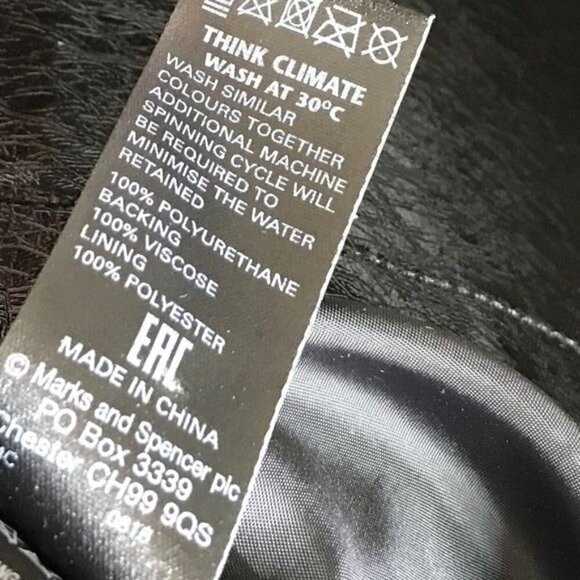 THINK CLIMATE
WASH AT 30°C
WASH SIMILAR
COLOURS TOGETHER
ADDITIONAL MACHINE
SPINNING CYCLE WILL
BE REQUIRED TO
MINIMISE THE WATER
RETAINED
100% POLYURETHANE
BACKING
100% VISCOSE
LINING
100% POLYESTER
EAC
MADE IN CHINA
© Marks and Spencer plc
PO Box 3339
Chester CH99 9QS
0816